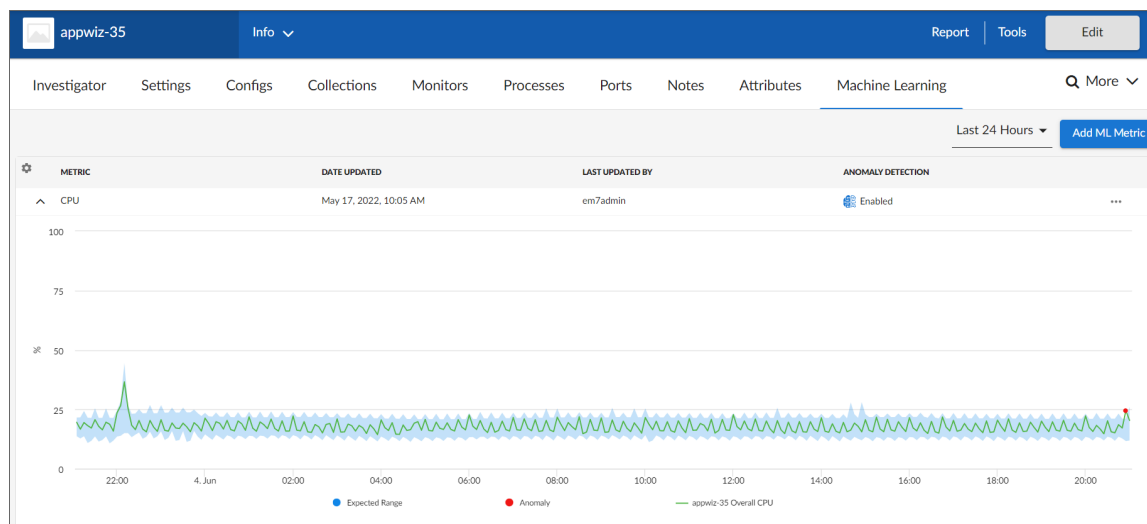 appwiz-35 Info Report Tools Edit
Investigator Settings Configs Collections Monitors Processes Ports Notes Attributes Machine Learning More
Last 24 Hours Add ML Metric
METRIC DATE UPDATED LAST UPDATED BY ANOMALY DETECTION
CPU May 17, 2022, 10:05 AM em7admin Enabled ...
100
75
%
50
25
0
22:00 4. Jun 02:00 04:00 06:00 08:00 10:00 12:00 14:00 16:00 18:00 20:00
Expected Range Anomaly appwiz-35 Overall CPU